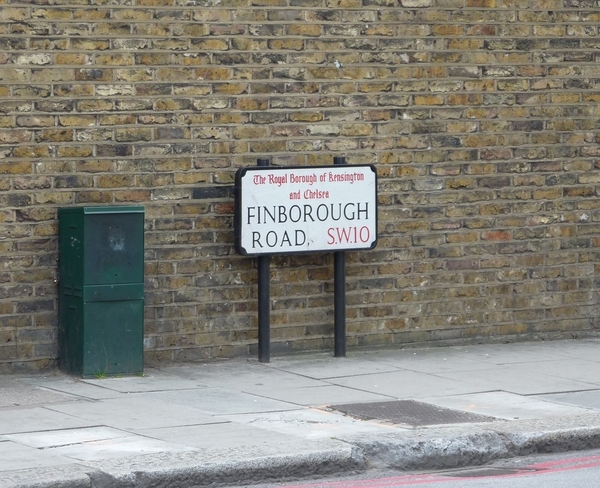 The Royal Borough of Kensington
and Chelsea
FINBOROUGH
ROAD, S.W.10